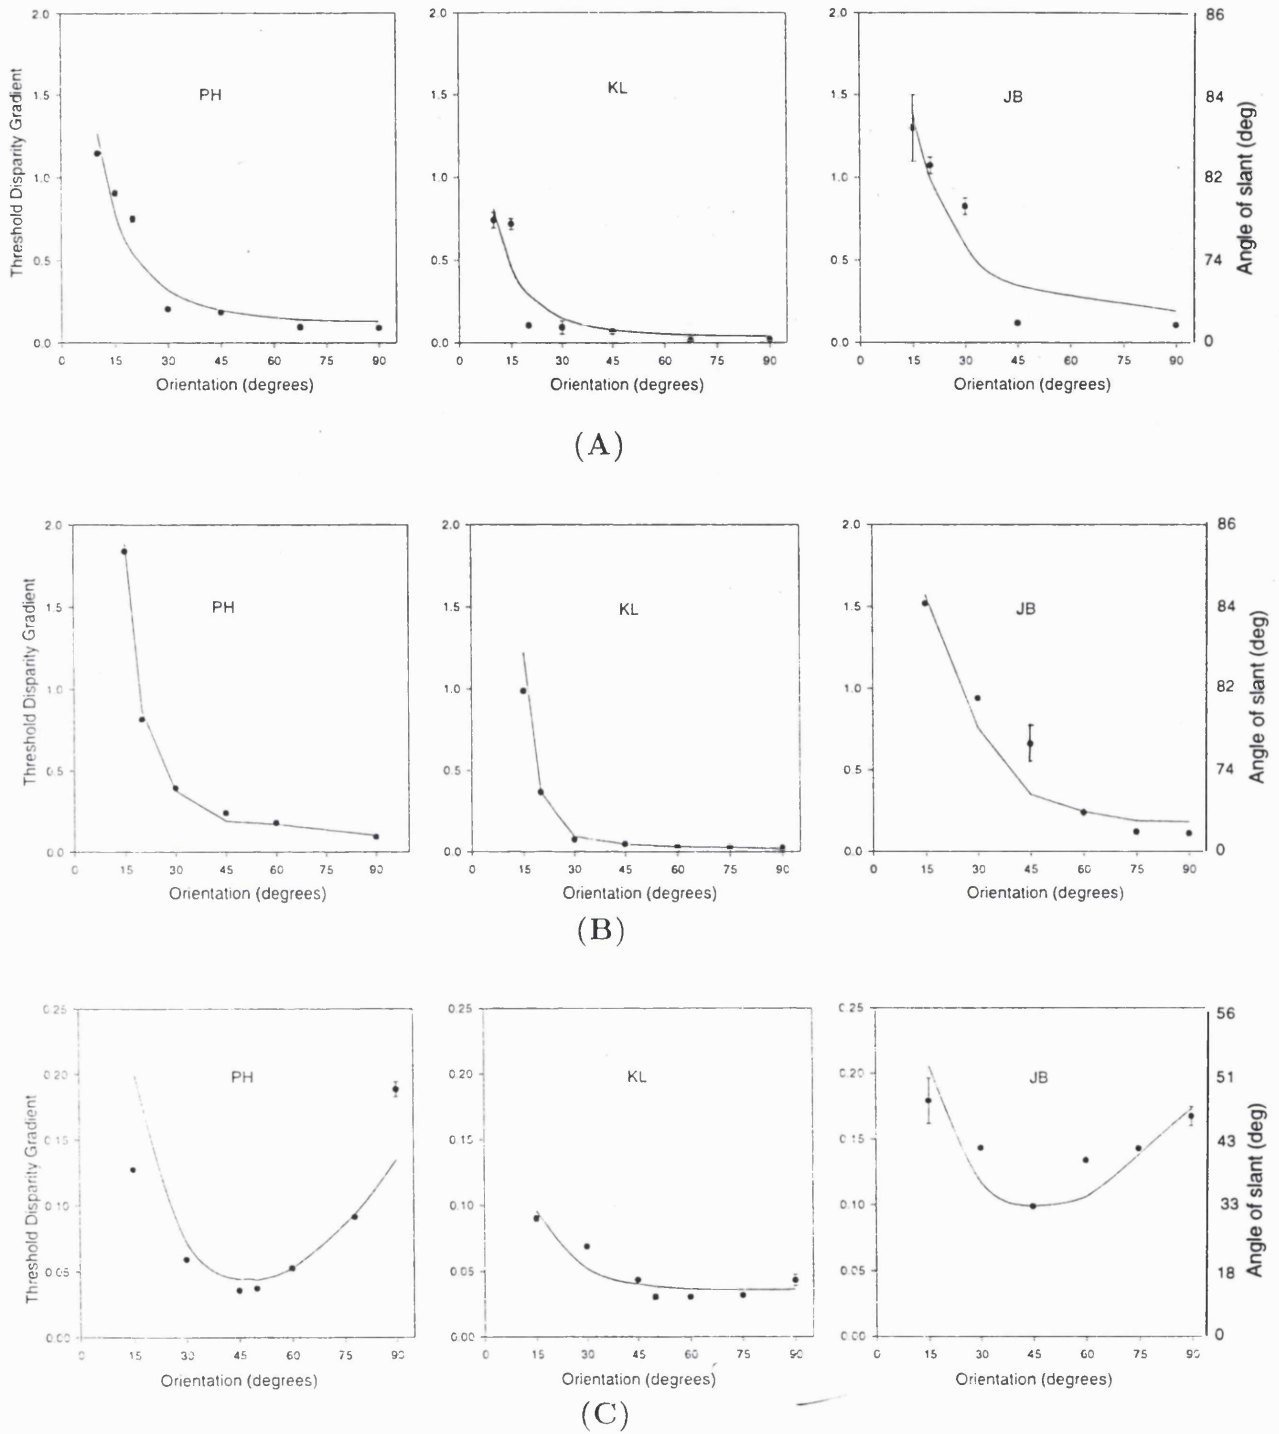 2.0 2.0 2.0 86
PH KL JB
1.5 1.5 1.5 84
1.0 1.0 1.0 82
0.5 0.5 0.5 74
0.0 0.0 0.0 0
Threshold Disparity Gradient
Angle of slant (deg)
0 15 30 45 60 75 90 0 15 30 45 60 75 90 0 15 30 45 60 75 90
Orientation (degrees) Orientation (degrees) Orientation (degrees)
(A)
2.0 2.0 2.0 86
PH KL JB
1.5 1.5 1.5 84
1.0 1.0 1.0 82
0.5 0.5 0.5 74
0.0 0.0 0.0 0
Threshold Disparity Gradient
Angle of slant (deg)
0 15 30 45 60 75 90 0 15 30 45 60 75 90 0 15 30 45 60 75 90
Orientation (degrees) Orientation (degrees) Orientation (degrees)
(B)
0.25 0.25 0.25 56
PH KL JB
0.20 0.20 0.20 51
0.15 0.15 0.15 43
0.10 0.10 0.10 33
0.05 0.05 0.05 18
0.00 0.00 0.00 0
Threshold Disparity Gradient
Angle of slant (deg)
0 15 30 45 60 75 90 0 15 30 45 60 75 90 0 15 30 45 60 75 90
Orientation (degrees) Orientation (degrees) Orientation (degrees)
(C)